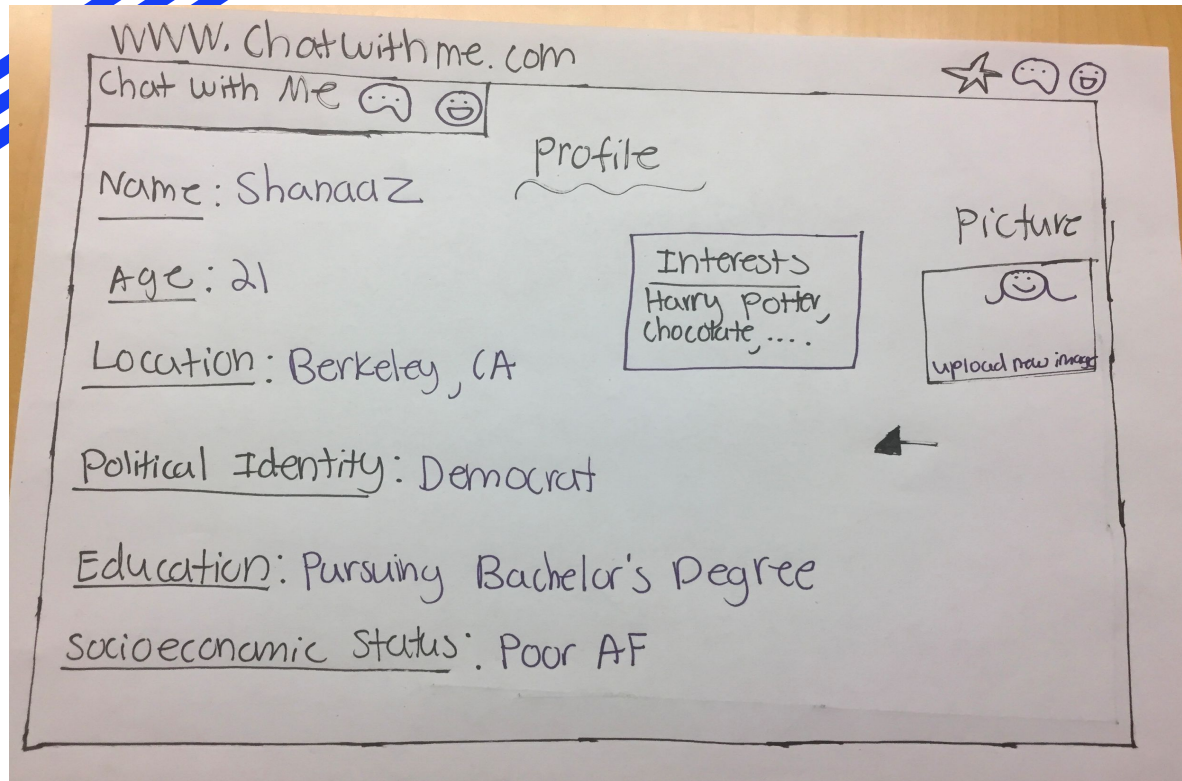 www.Chatwithme.com
Chat with Me
Profile
Name: Shanaaz
Age: 21
Location: Berkeley, CA
Political Identity: Democrat
Education: Pursuing Bachelor's Degree
Socioeconomic Status: Poor AF
Interests
Harry Potter,
chocolate, ....
Picture
upload new image